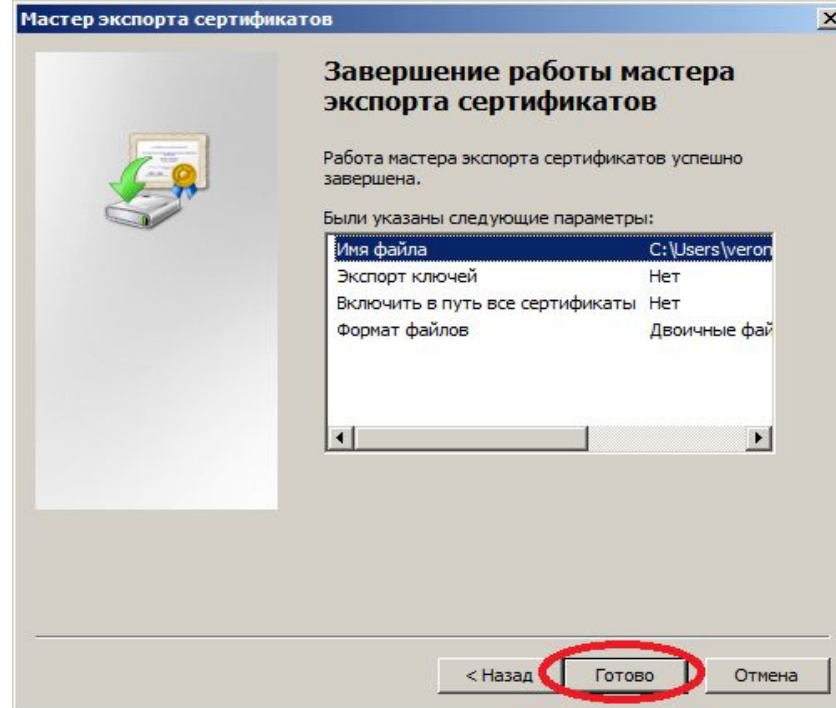 Мастер экспорта сертификатов
Завершение работы мастера
экспорта сертификатов
Работа мастера экспорта сертификатов успешно
завершена.
Были указаны следующие параметры:
Имя файла C:\Users\veron
Экспорт ключей Нет
Включить в путь все сертификаты Нет
Формат файлов Двоичные фай
< Назад Готово Отмена